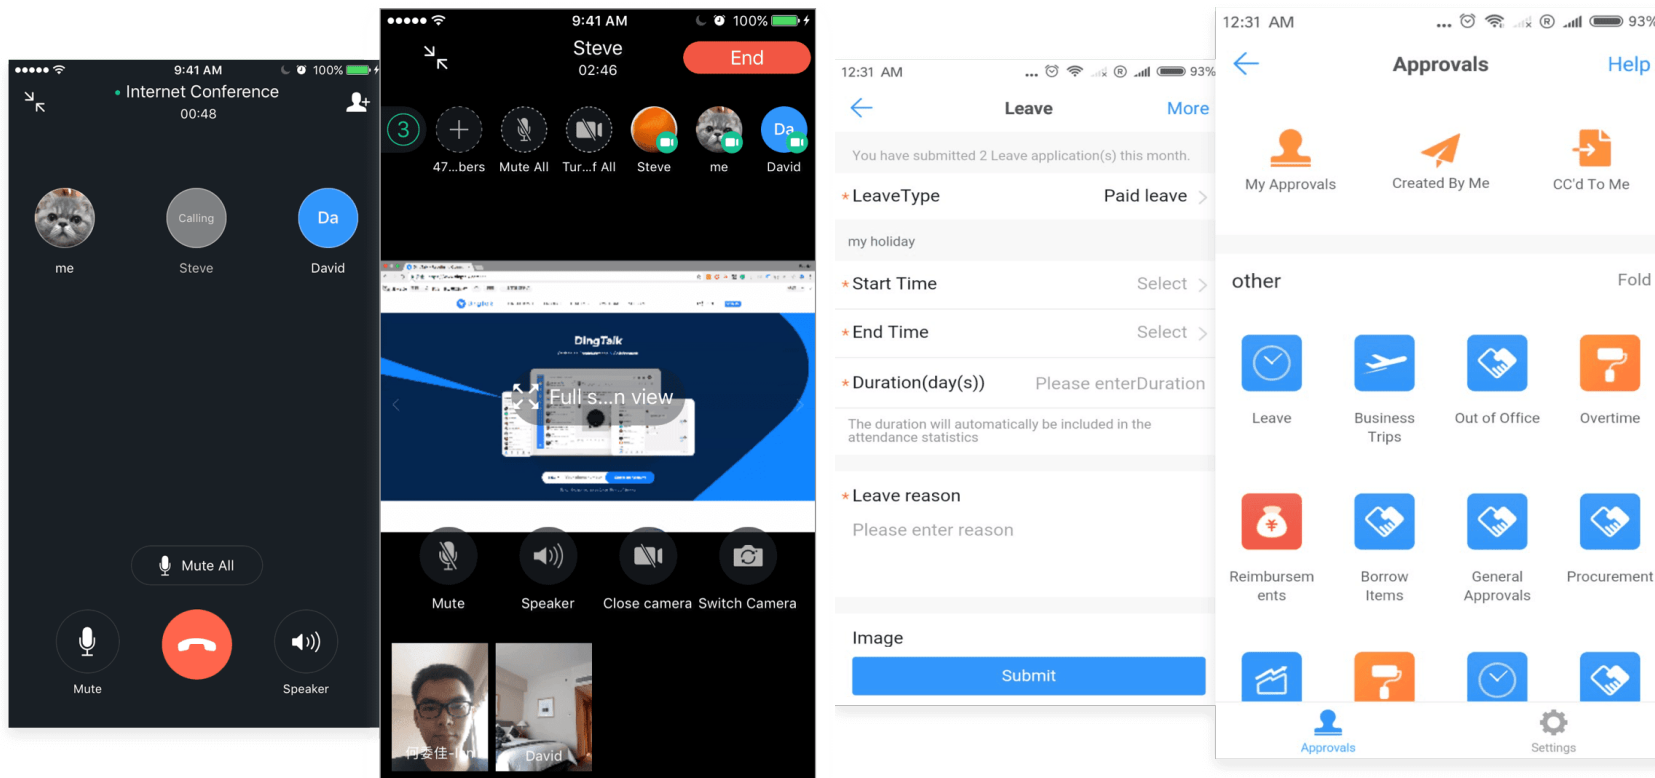 9:41 AM
100%
Internet Conference
00:48
Calling
Da
me
Steve
David
Mute All
Mute
Speaker
9:41 AM
100%
Steve
02:46
End
3
Da
47...bers
Mute All
Tur...f All
Steve
me
David
DingTalk
Full s...n view
Mute
Speaker
Close camera
Switch Camera
David
12:31 AM
93%
Leave
More
You have submitted 2 Leave application(s) this month.
*LeaveType
Paid leave
my holiday
*Start Time
Select
*End Time
Select
*Duration(day(s))
Please enterDuration
The duration will automatically be included in the
attendance statistics
*Leave reason
Please enter reason
Image
Submit
12:31 AM
93%
Approvals
Help
My Approvals
Created By Me
CC'd To Me
other
Fold
Leave
Business
Trips
Out of Office
Overtime
Reimbursem
ents
Borrow
Items
General
Approvals
Procurement
Approvals
Settings